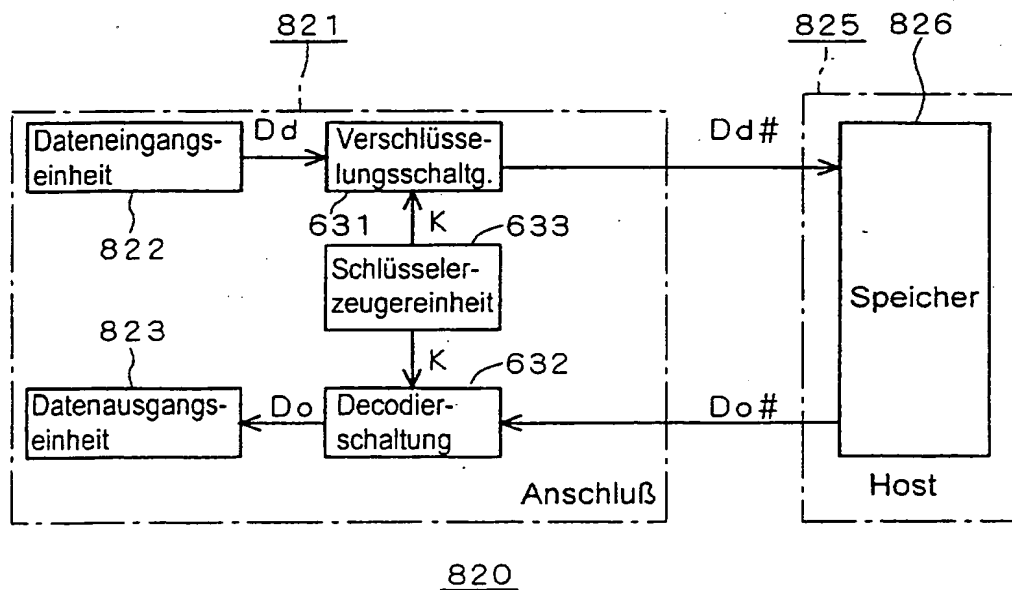 821
825
826
Dateneingangs-
einheit
Dd
Verschlüsse-
lungsschaltg.
Dd#
822
631
K
633
Schlüsseler-
zeugereinheit
Speicher
823
K
632
Datenausgangs-
einheit
Do
Decodier-
schaltung
Do#
Anschluß
Host
820